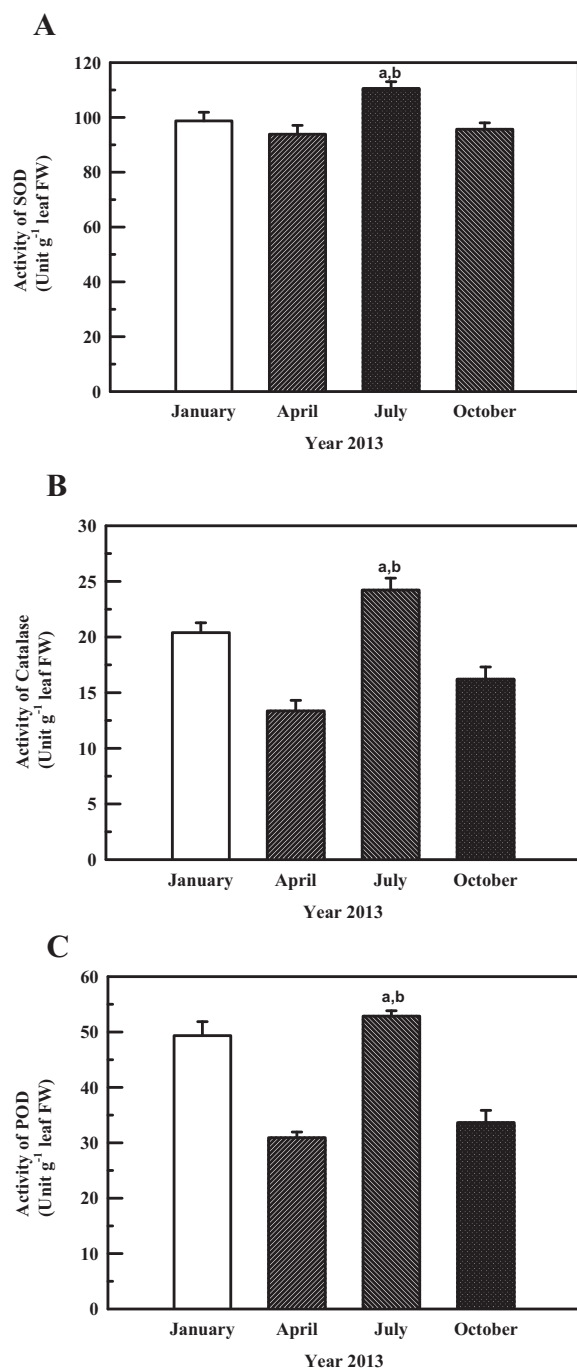 A
Activity of SOD
(Unit g⁻¹ leaf FW)
120
100
80
60
40
20
0
a,b
January April July October
Year 2013
B
Activity of Catalase
(Unit g⁻¹ leaf FW)
30
25
20
15
10
5
0
a,b
January April July October
Year 2013
C
Activity of POD
(Unit g⁻¹ leaf FW)
60
50
40
30
20
10
0
a,b
January April July October
Year 2013